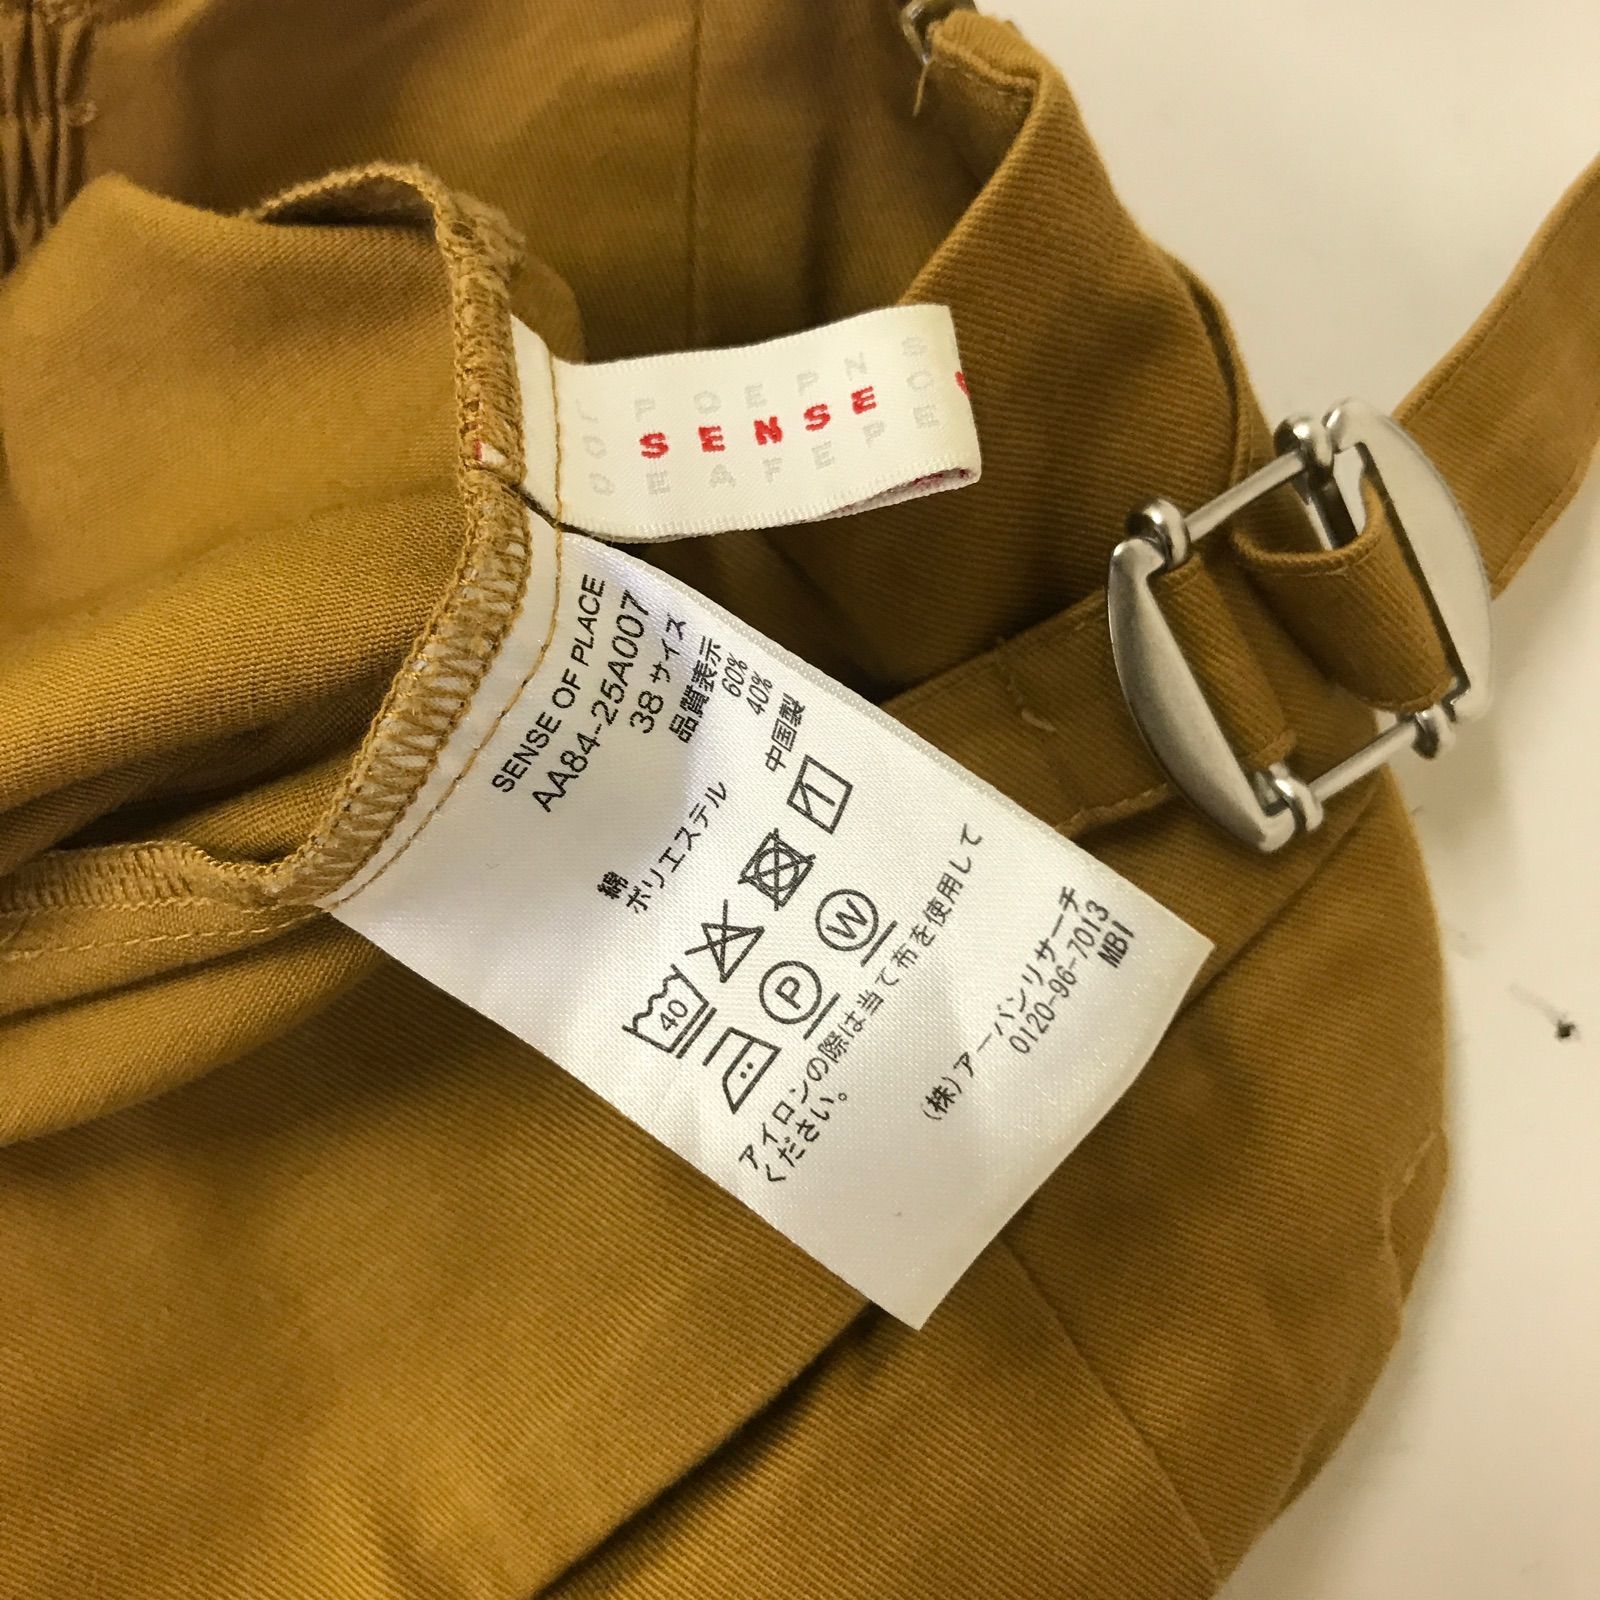 SENSE
SENSE OF PLACE
AA84-25A007
38 サイズ
品質表示
綿 60%
ポリエステル 40%
中国製
40
P W
アイロンの際は当て布を使用して
ください。
(株)アーバンリサーチ
0120-96-7013
MBI